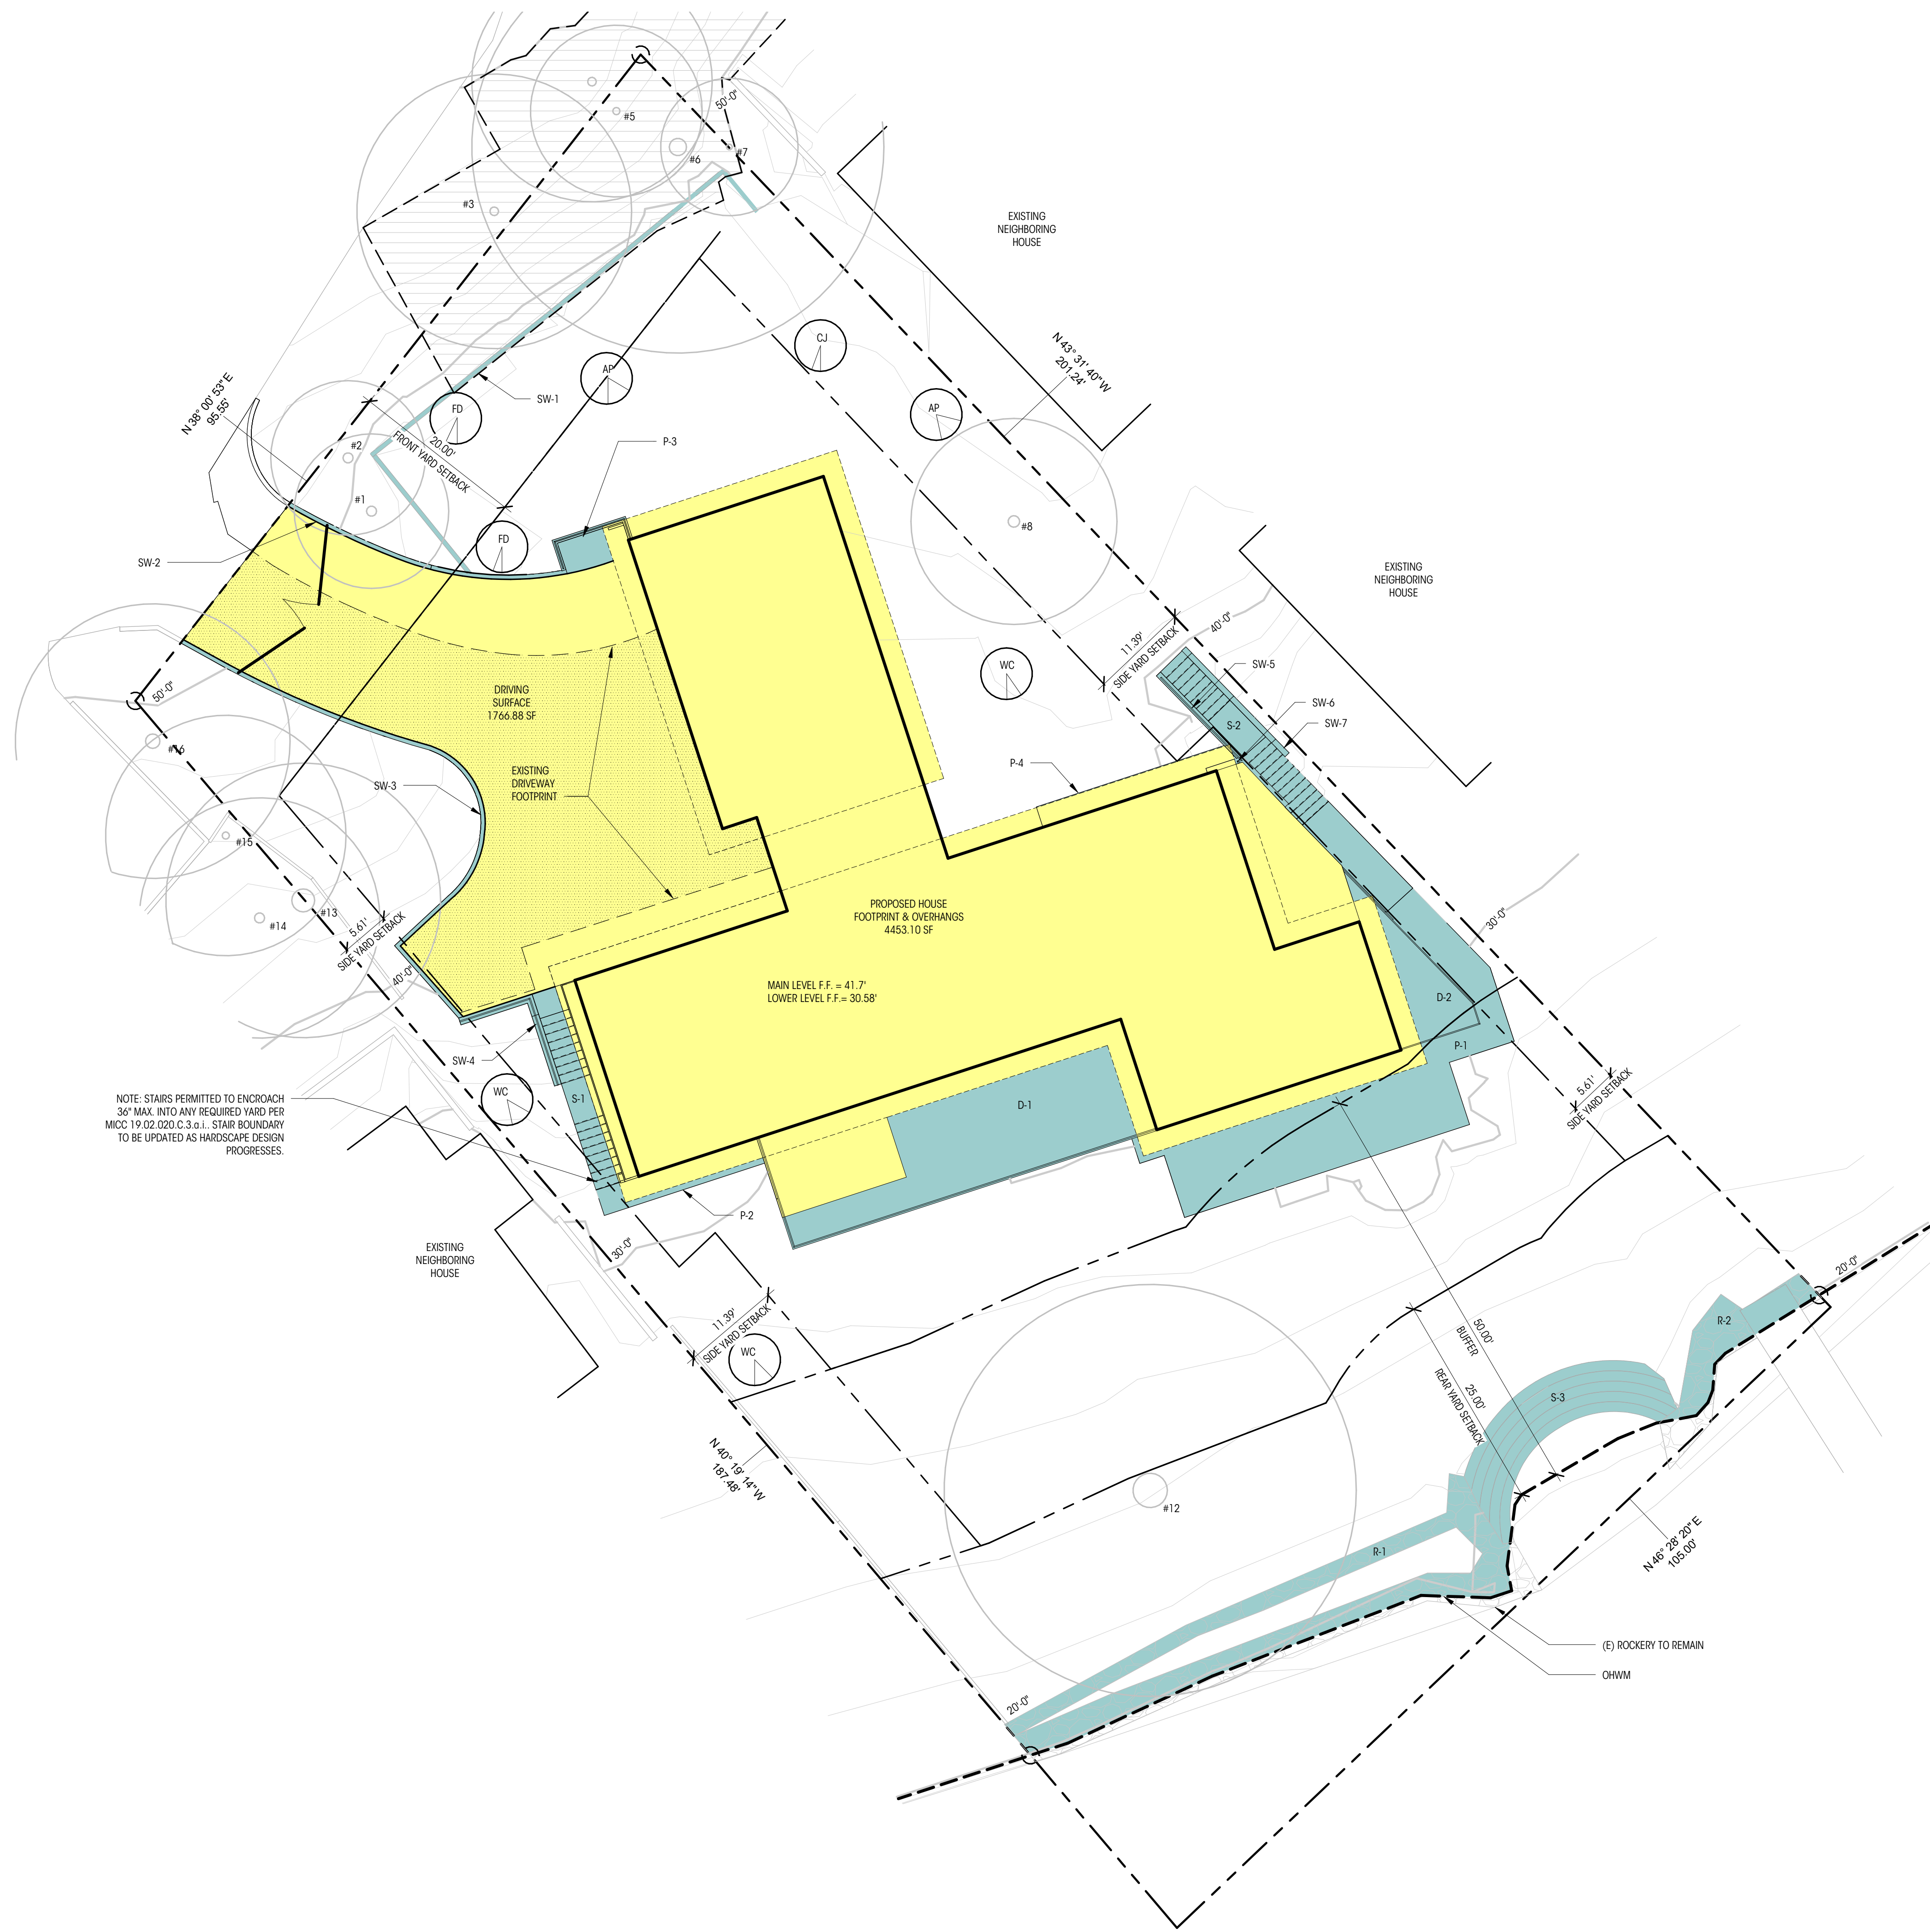 50'-0"
#5
#7
#6
#3
EXISTING
NEIGHBORING
HOUSE
CJ
N 43° 31' 40" W
201.24'
AP
N 38° 00' 53" E
95.55'
SW-1
FD
AP
20.00'
FRONT YARD SETBACK
#2
P-3
#1
#8
FD
SW-2
EXISTING
NEIGHBORING
HOUSE
40'-0"
11.39'
SIDE YARD SETBACK
WC
SW-5
50'-0"
DRIVING
SURFACE
1766.88 SF
SW-6
SW-7
S-2
#16
P-4
EXISTING
DRIVEWAY
FOOTPRINT
SW-3
#15
PROPOSED HOUSE
FOOTPRINT & OVERHANGS
4453.10 SF
#13
#14
5.61'
SIDE YARD SETBACK
30'-0"
40'-0"
MAIN LEVEL F.F. = 41.7'
LOWER LEVEL F.F.= 30.58'
D-2
P-1
SW-4
WC
S-1
D-1
5.61'
SIDE YARD SETBACK
NOTE: STAIRS PERMITTED TO ENCROACH
36" MAX. INTO ANY REQUIRED YARD PER
MICC 19.02.020.C.3.a.i.. STAIR BOUNDARY
TO BE UPDATED AS HARDSCAPE DESIGN
PROGRESSES.
P-2
EXISTING
NEIGHBORING
HOUSE
30'-0"
20'-0"
11.39'
SIDE YARD SETBACK
WC
R-2
50.00'
BUFFER
25.00'
REAR YARD SETBACK
S-3
N 40° 19' 14" W
187.48'
#12
R-1
N 46° 28' 20" E
105.00'
(E) ROCKERY TO REMAIN
OHWM
20'-0"